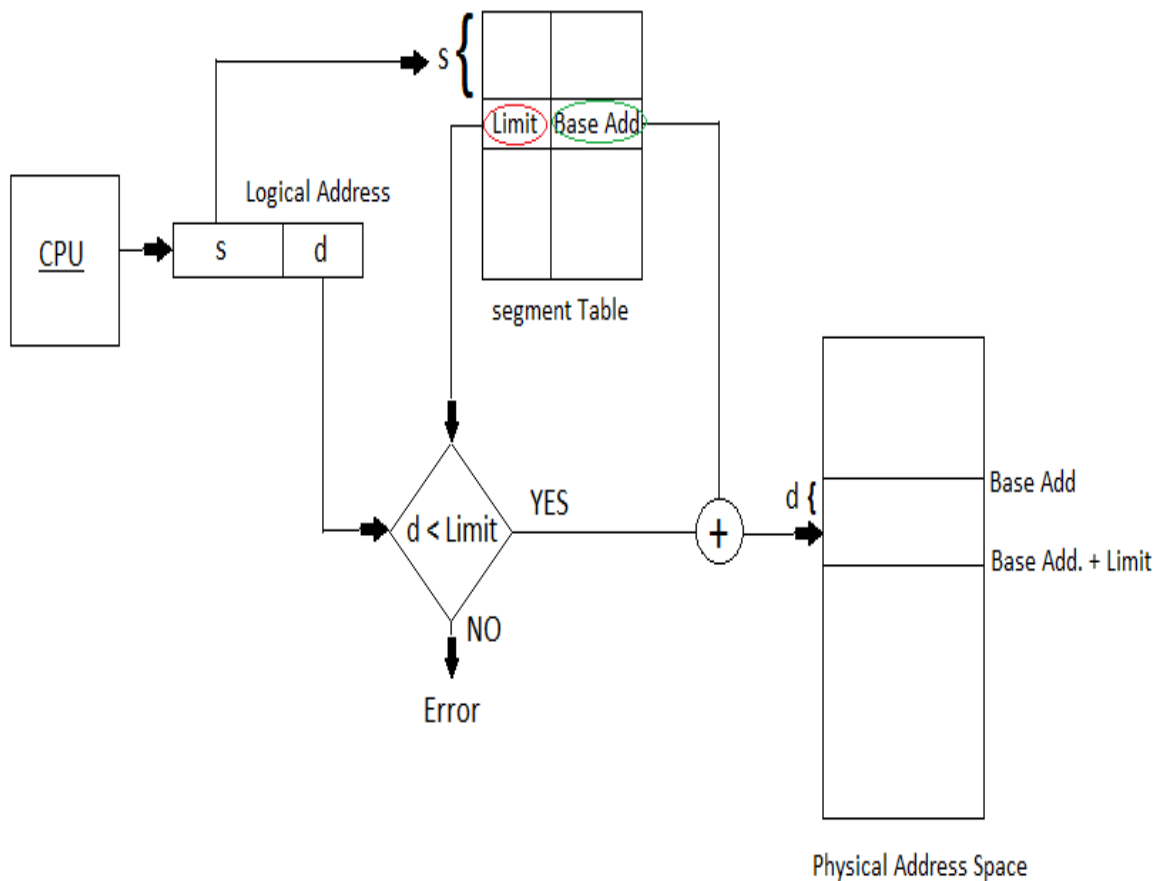 s {
Limit
Base Add
Logical Address
CPU
s
d
segment Table
d < Limit
YES
NO
Error
+
d {
Base Add
Base Add. + Limit
Physical Address Space